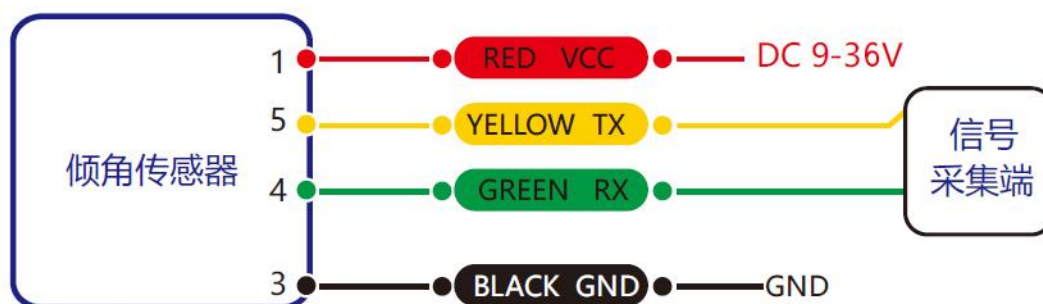 1 RED VCC DC 9-36V
5 YELLOW TX
信号
采集端
倾角传感器
4 GREEN RX
3 BLACK GND GND